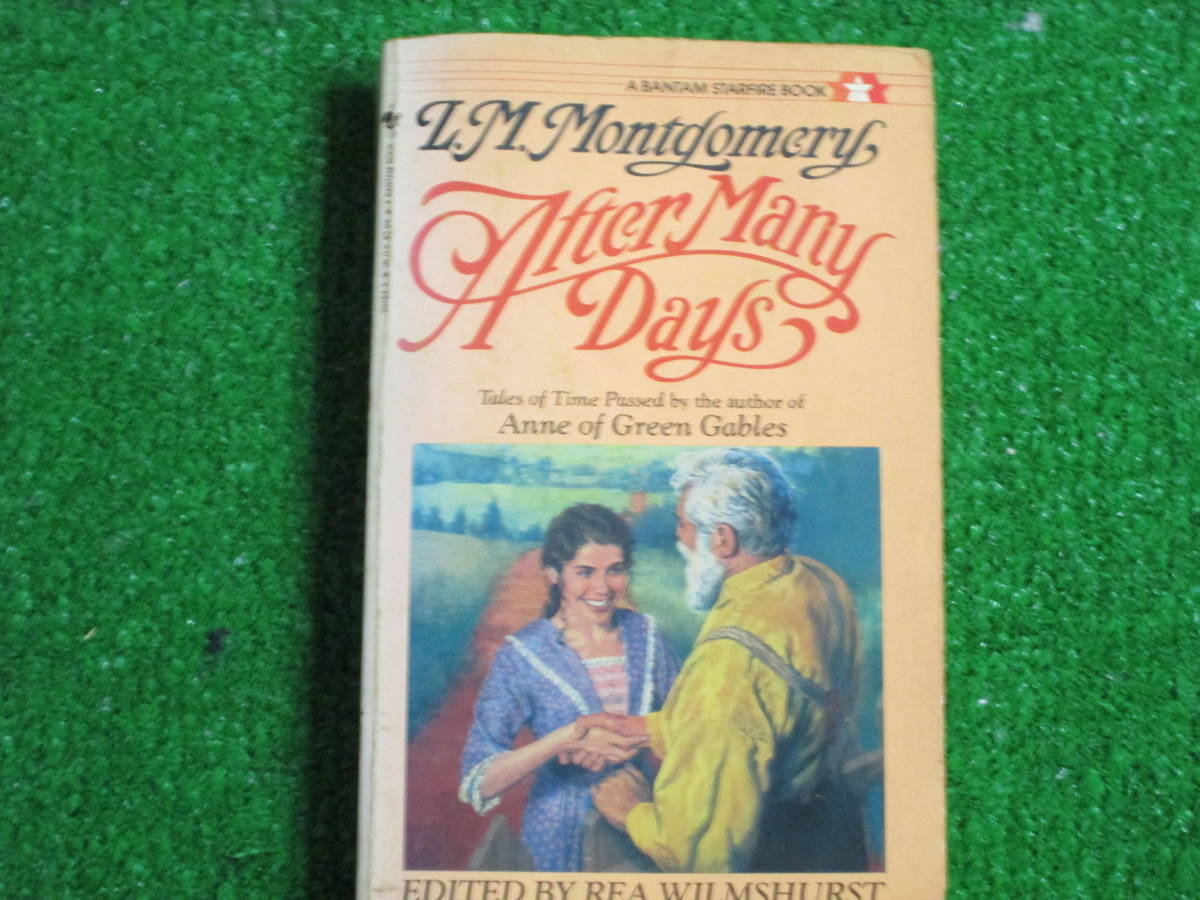 A BANTAM STARFIRE BOOK
L.M. Montgomery
After Many
Days
Tales of Time Passed by the author of
Anne of Green Gables
EDITED BY REA WILMSHURST